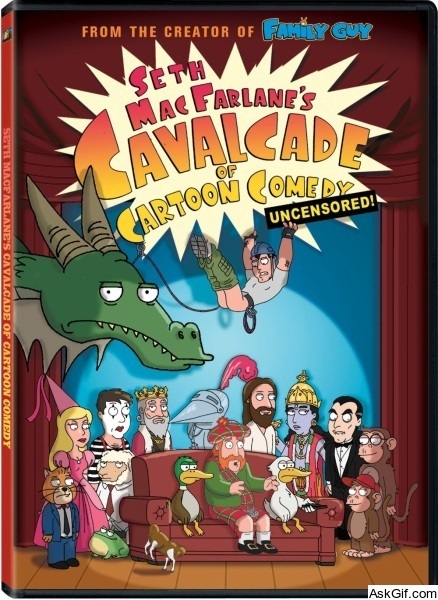 FROM THE CREATOR OF FAMILY GUY
SETH
MACFARLANE'S
CAVALCADE
OF
CARTOON COMEDY
UNCENSORED!
SETH MACFARLANE'S CAVALCADE OF CARTOON COMEDY
AskGif.com